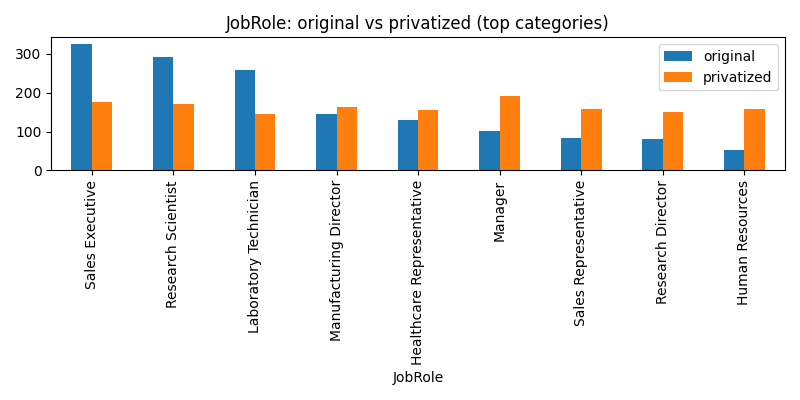 JobRole: original vs privatized (top categories)
original
privatized
300
200
100
0
Sales Executive
Research Scientist
Laboratory Technician
Manufacturing Director
Healthcare Representative
Manager
Sales Representative
Research Director
Human Resources
JobRole